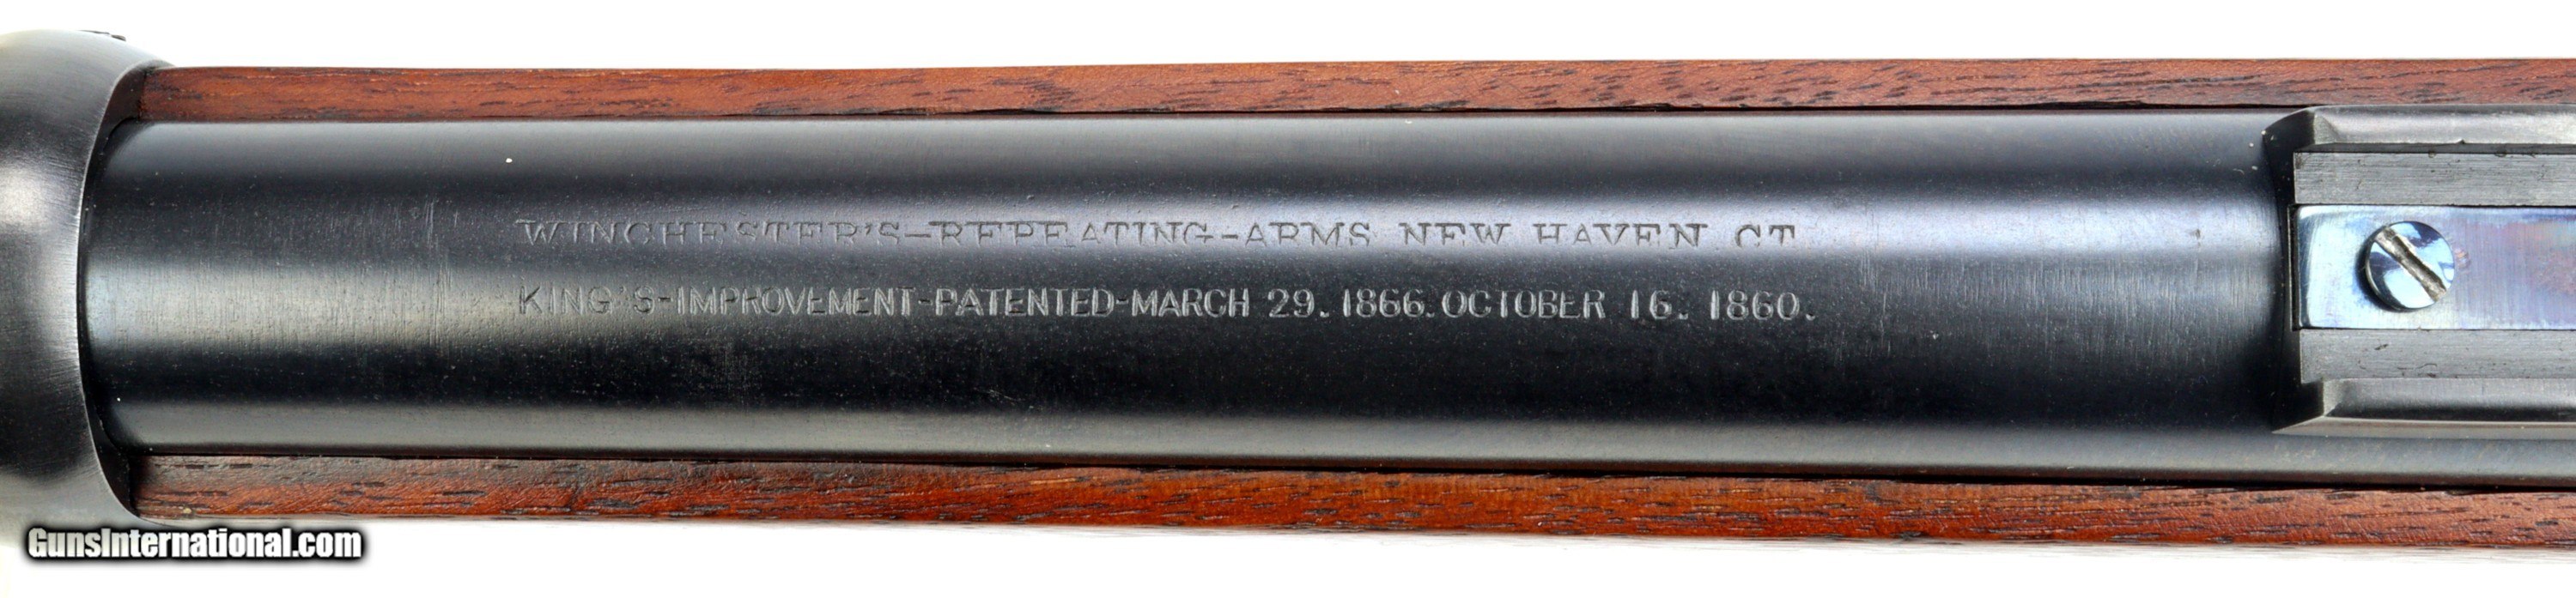 WINCHESTER'S-REPEATING-ARMS. NEW HAVEN. CT.
KING'S-IMPROVEMENT-PATENTED-MARCH 29. 1866. OCTOBER 16. 1860.
GunsInternational.com